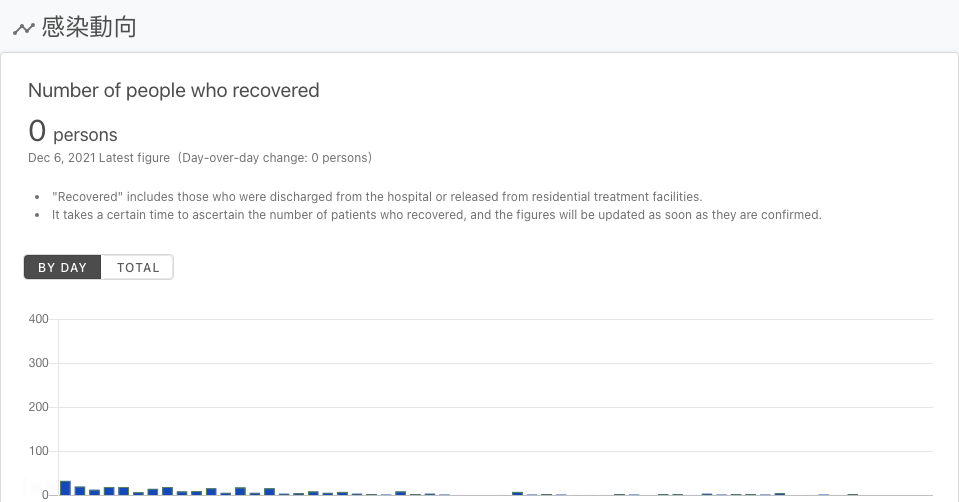 感染動向
Number of people who recovered
0 persons
Dec 6, 2021 Latest figure (Day-over-day change: 0 persons)
"Recovered" includes those who were discharged from the hospital or released from residential treatment facilities.
It takes a certain time to ascertain the number of patients who recovered, and the figures will be updated as soon as they are confirmed.
BY DAY TOTAL
400
300
200
100
0